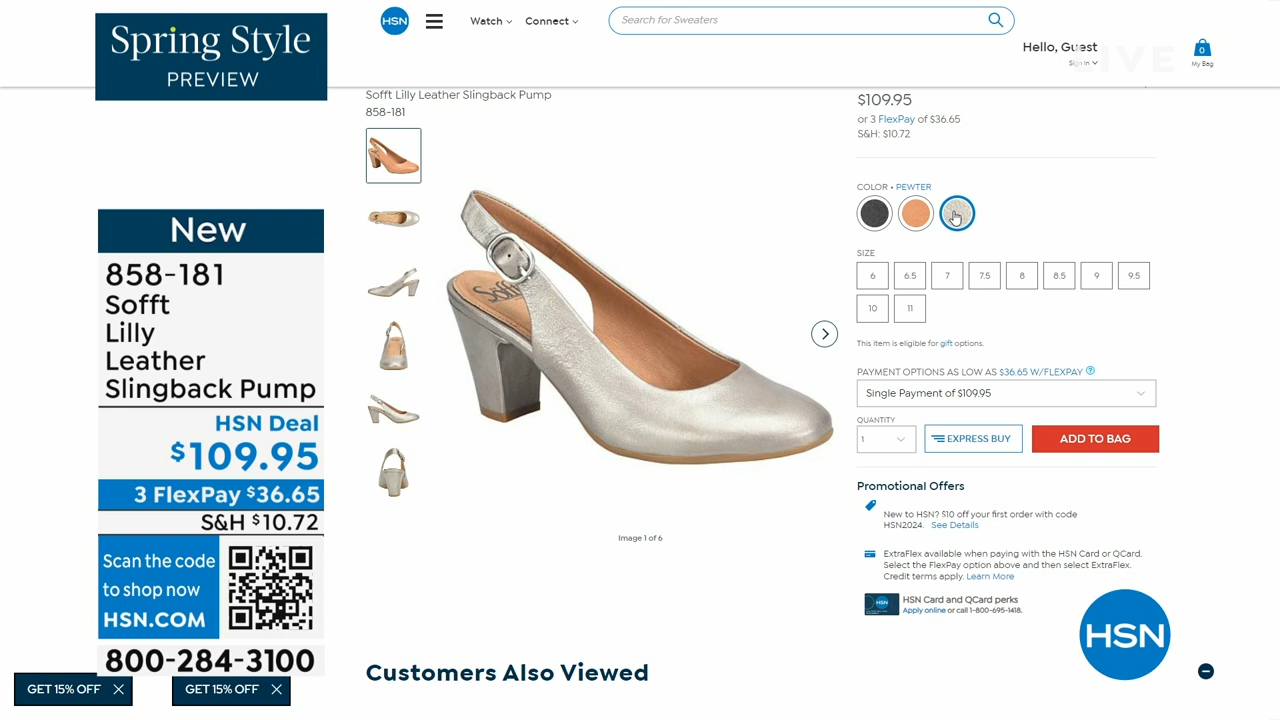 Spring Style
PREVIEW
HSN
Watch
Connect
Search for Sweaters
Hello, Guest
Sign In
LIVE
0
My Bag
Sofft Lilly Leather Slingback Pump
858-181
$109.95
or 3 FlexPay of $36.65
S&H: $10.72
COLOR • PEWTER
SIZE
6 6.5 7 7.5 8 8.5 9 9.5
10 11
This item is eligible for gift options.
PAYMENT OPTIONS AS LOW AS $36.65 W/FLEXPAY ?
Single Payment of $109.95
QUANTITY
1
EXPRESS BUY
ADD TO BAG
Promotional Offers
New to HSN? $10 off your first order with code
HSN2024. See Details
ExtraFlex available when paying with the HSN Card or QCard.
Select the FlexPay option above and then select ExtraFlex.
Credit terms apply. Learn More
HSN
HSN Card and QCard perks
Apply online or call 1-800-695-1418.
Sofft
Image 1 of 6
New
858-181
Sofft
Lilly
Leather
Slingback Pump
HSN Deal
$109.95
3 FlexPay $36.65
S&H $10.72
Scan the code
to shop now
HSN.COM
800-284-3100
GET 15% OFF
GET 15% OFF
Customers Also Viewed
HSN